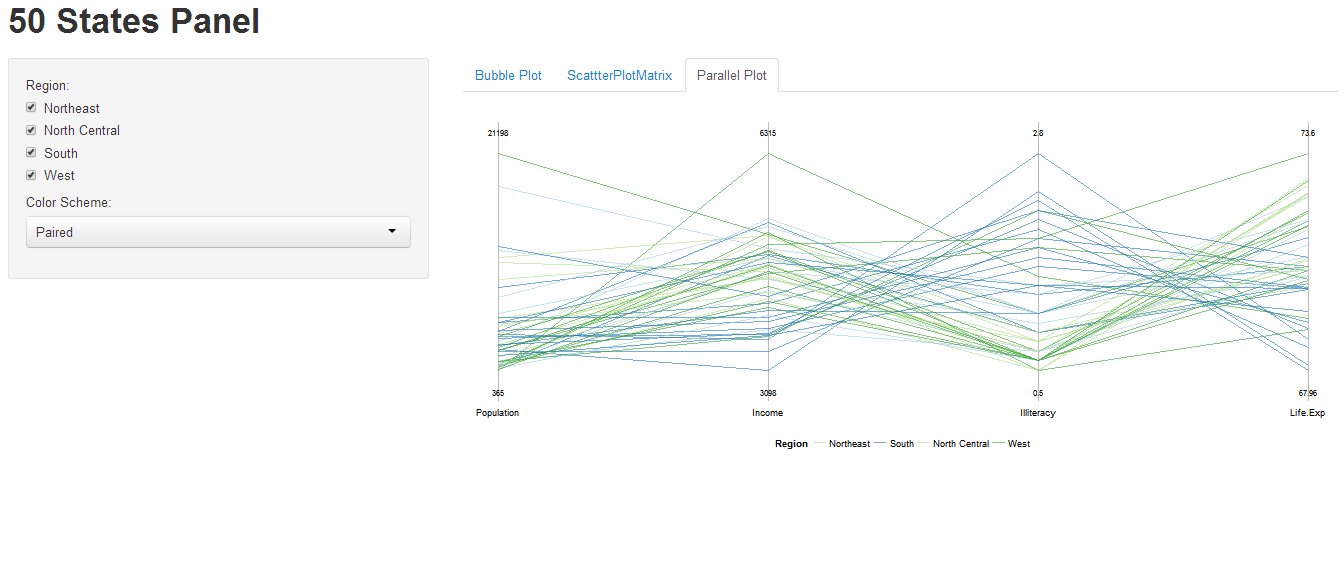 50 States Panel
Region:
Northeast
North Central
South
West
Color Scheme:
Paired
Bubble Plot ScattterPlotMatrix Parallel Plot
21198 6315 2.8 73.6
365 3098 0.5 67.96
Population Income Illiteracy Life.Exp
Region Northeast South North Central West